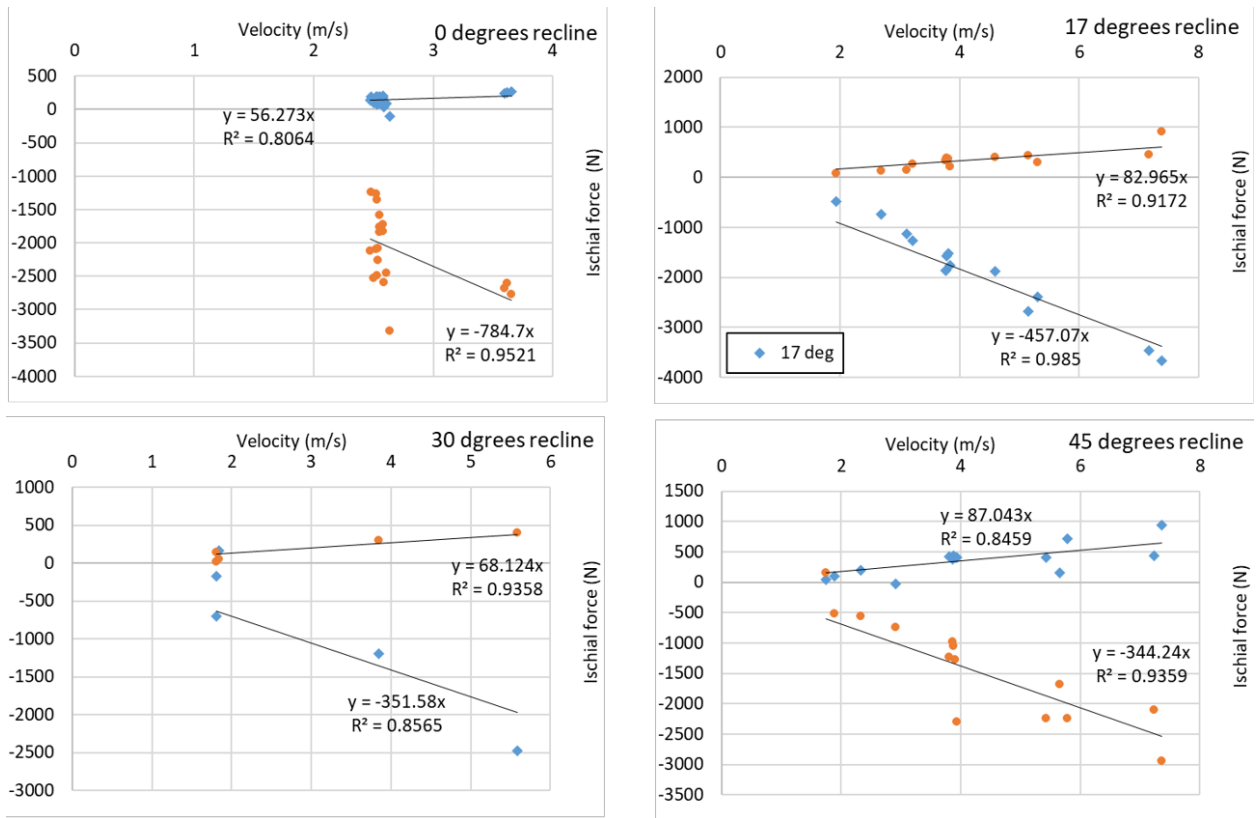 Velocity (m/s)
0 degrees recline
0 1 2 3 4
500
0
-500
-1000
-1500
-2000
-2500
-3000
-3500
-4000
y = 56.273x
R² = 0.8064
y = -784.7x
R² = 0.9521
Ischial force (N)
17 degrees recline
Velocity (m/s)
0 2 4 6 8
2000
1000
0
-1000
-2000
-3000
-4000
y = 82.965x
R² = 0.9172
y = -457.07x
R² = 0.985
17 deg
Ischial force (N)
Velocity (m/s)
30 dgrees recline
0 1 2 3 4 5 6
1000
500
0
-500
-1000
-1500
-2000
-2500
-3000
y = 68.124x
R² = 0.9358
y = -351.58x
R² = 0.8565
Ischial force (N)
Velocity (m/s)
45 degrees recline
0 2 4 6 8
1500
1000
500
0
-500
-1000
-1500
-2000
-2500
-3000
-3500
y = 87.043x
R² = 0.8459
y = -344.24x
R² = 0.9359
Ischial force (N)